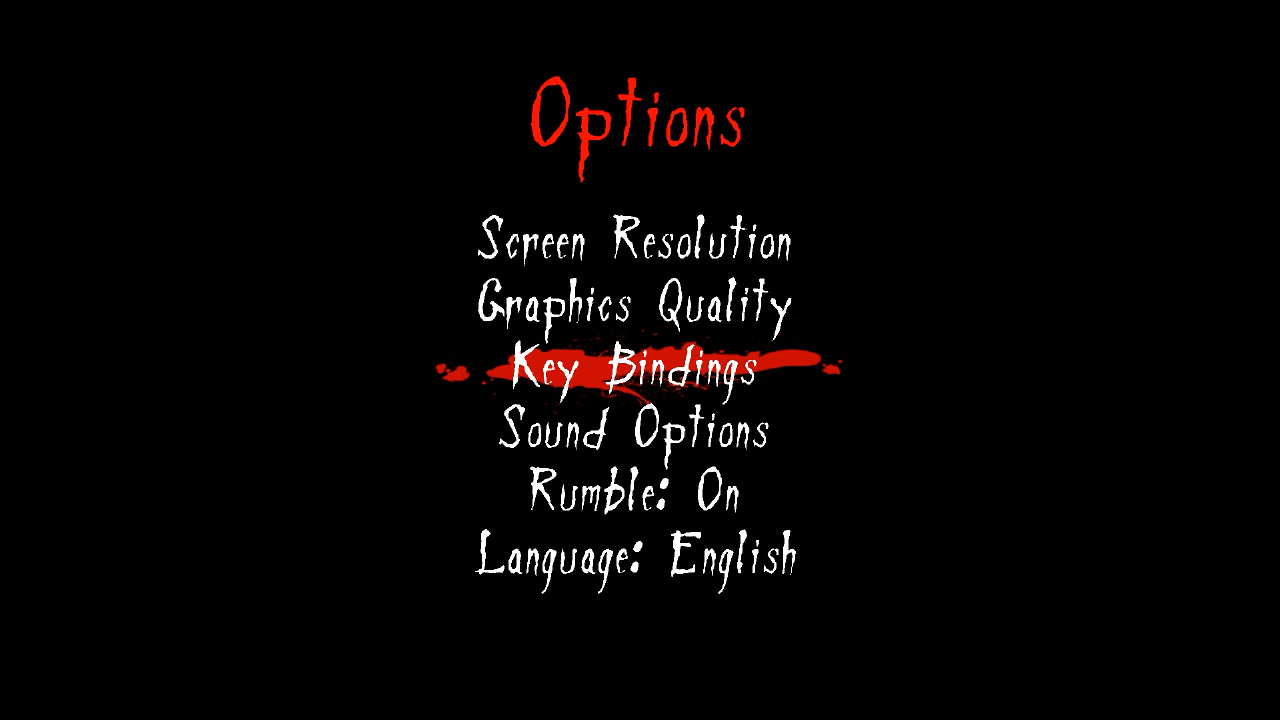 Options
Screen Resolution
Graphics Quality
Key Bindings
Sound Options
Rumble: On
Language: English